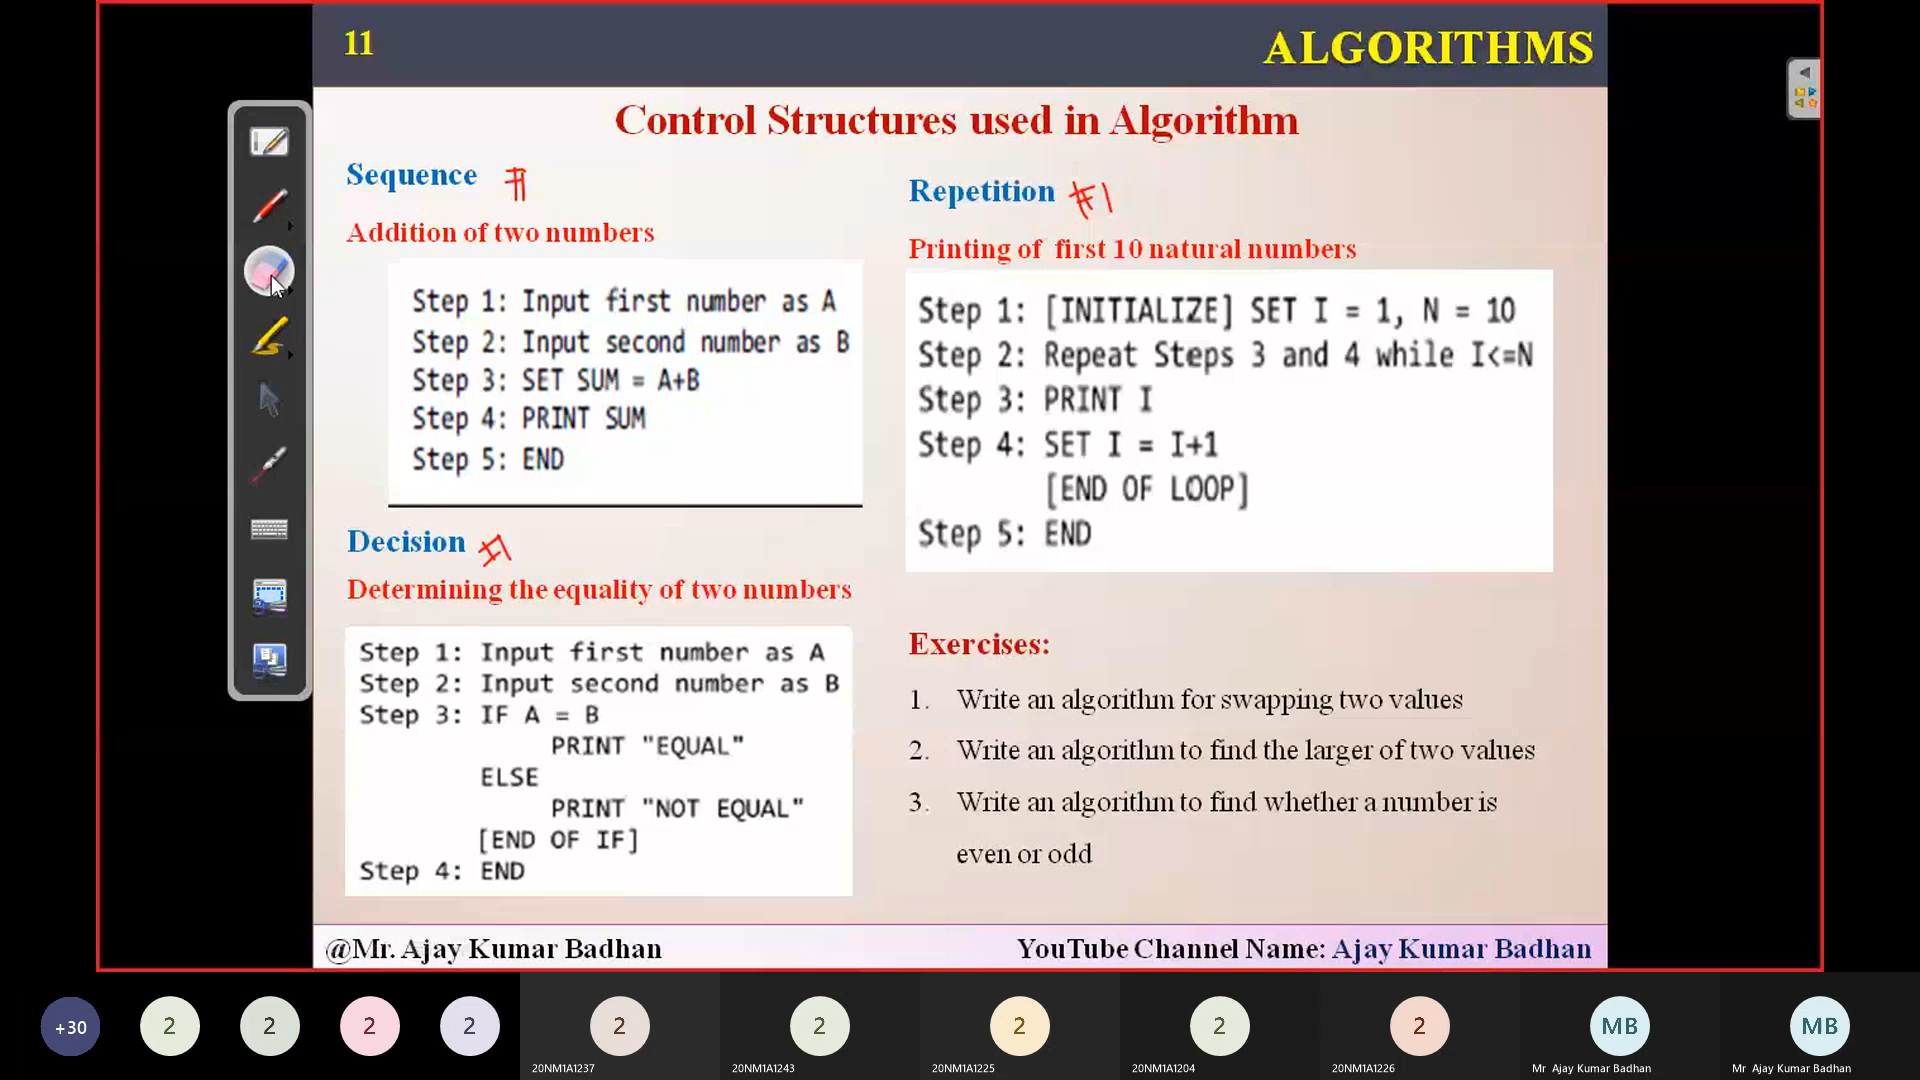 11
ALGORITHMS
Control Structures used in Algorithm
Sequence
Addition of two numbers
Step 1: Input first number as A
Step 2: Input second number as B
Step 3: SET SUM = A+B
Step 4: PRINT SUM
Step 5: END
Decision
Determining the equality of two numbers
Step 1: Input first number as A
Step 2: Input second number as B
Step 3: IF A = B
PRINT "EQUAL"
ELSE
PRINT "NOT EQUAL"
[END OF IF]
Step 4: END
Repetition
Printing of first 10 natural numbers
Step 1: [INITIALIZE] SET I = 1, N = 10
Step 2: Repeat Steps 3 and 4 while I<=N
Step 3: PRINT I
Step 4: SET I = I+1
[END OF LOOP]
Step 5: END
Exercises:
1. Write an algorithm for swapping two values
2. Write an algorithm to find the larger of two values
3. Write an algorithm to find whether a number is
even or odd
@Mr. Ajay Kumar Badhan
YouTube Channel Name: Ajay Kumar Badhan
+30
2
2
2
2
2
2
2
2
2
MB
MB
20NM1A1237
20NM1A1243
20NM1A1225
20NM1A1204
20NM1A1226
Mr Ajay Kumar Badhan
Mr Ajay Kumar Badhan